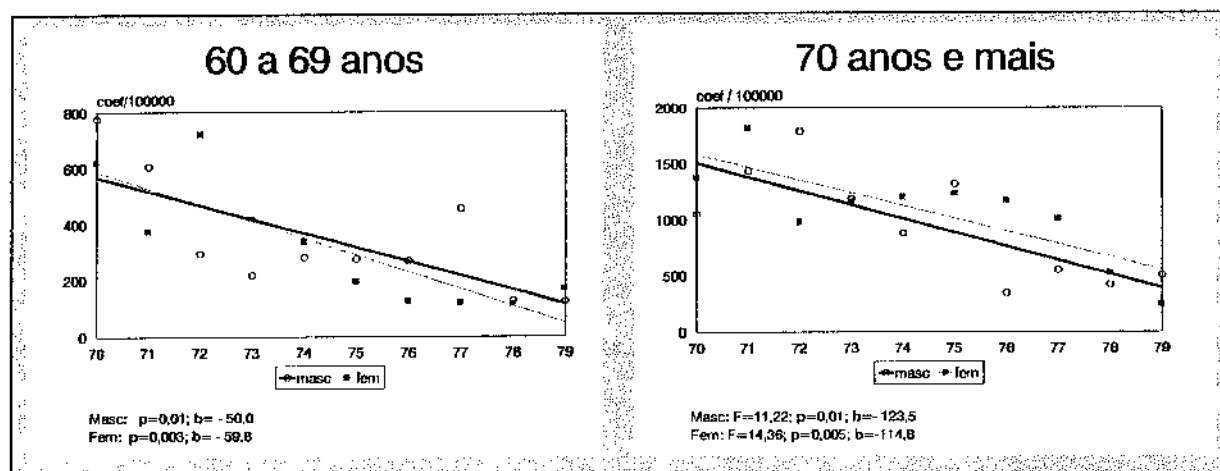 60 a 69 anos
coef/100000
800
600
400
200
0
70 71 72 73 74 75 76 77 78 79
masc fem
Masc: p=0,01; b= -50,0
Fem: p=0,003; b= -59,8
70 anos e mais
coef / 100000
2000
1500
1000
500
0
70 71 72 73 74 75 76 77 78 79
masc fem
Masc: F=11,22; p=0,01; b=-123,5
Fem: F=14,36; p=0,005; b=-114,8